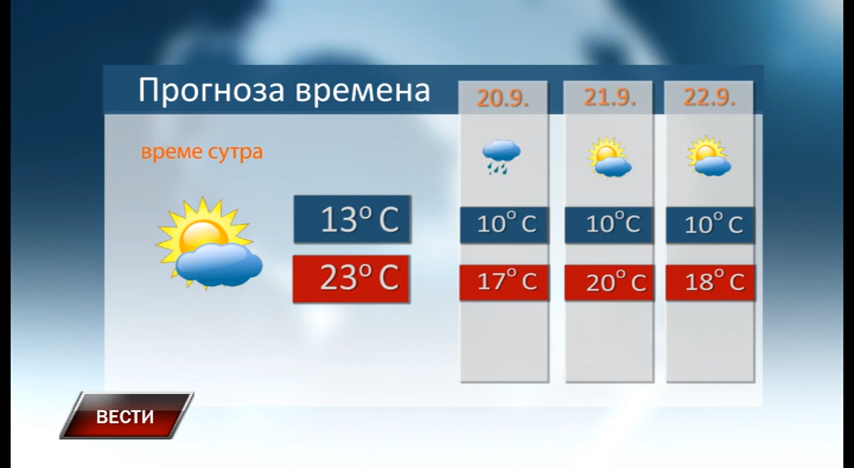 Прогноза времена
време сутра
13° C
23° C
20.9.
10° C
17° C
21.9.
10°C
20° C
22.9.
10° C
18° C
ВЕСТИ